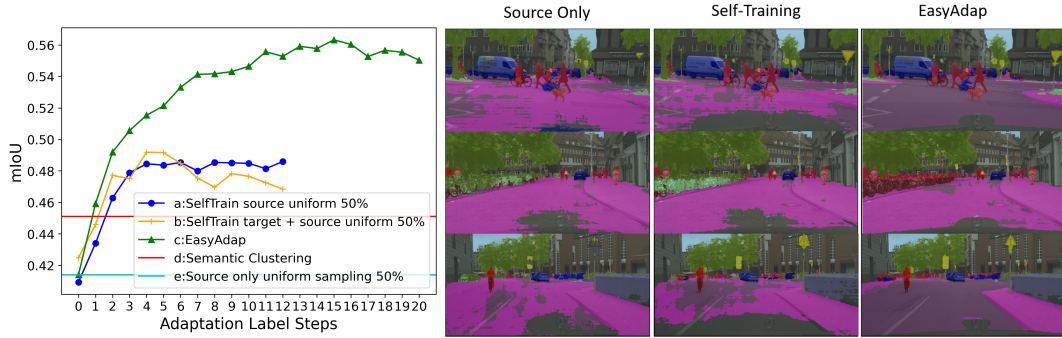 Source Only
Self-Training
EasyAdap
0.56
0.54
0.52
0.50
0.48
0.46
0.44
0.42
mIoU
a:SelfTrain source uniform 50%
b:SelfTrain target + source uniform 50%
c:EasyAdap
d:Semantic Clustering
e:Source only uniform sampling 50%
0 1 2 3 4 5 6 7 8 9 10 11 12 13 14 15 16 17 18 19 20
Adaptation Label Steps